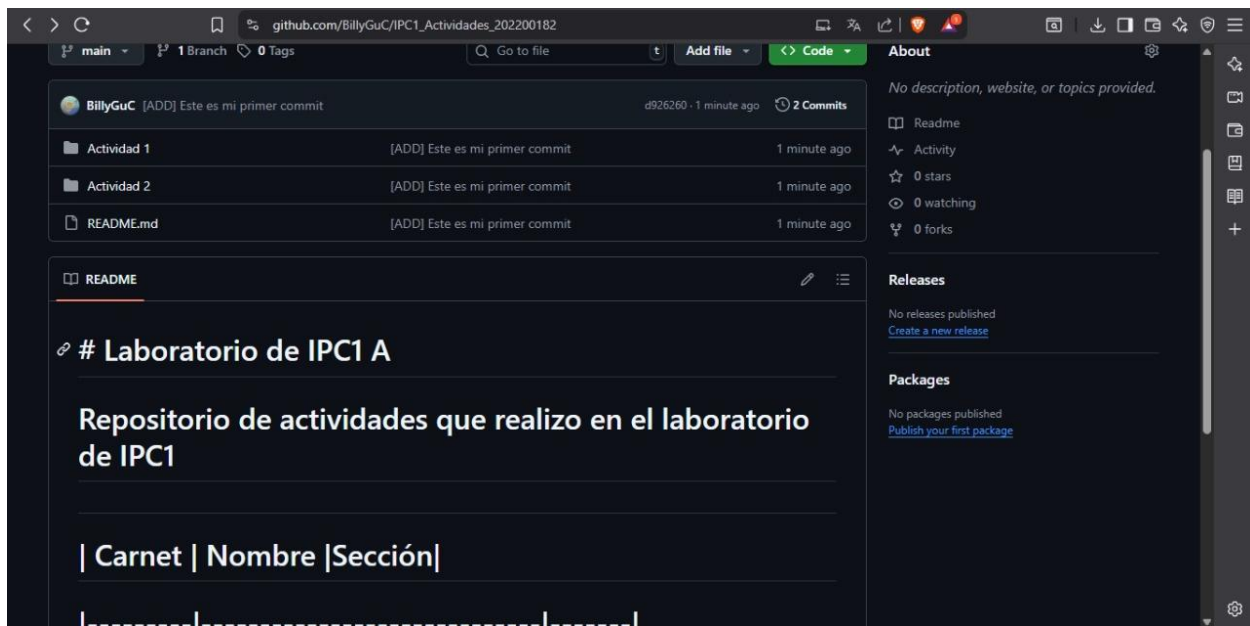 github.com/BillyGuC/IPC1_Actividades_202200182
main 1 Branch 0 Tags Go to file t Add file <> Code
BillyGuC [ADD] Este es mi primer commit d926260 · 1 minute ago 2 Commits
Actividad 1 [ADD] Este es mi primer commit 1 minute ago
Actividad 2 [ADD] Este es mi primer commit 1 minute ago
README.md [ADD] Este es mi primer commit 1 minute ago
README
# Laboratorio de IPC1 A
Repositorio de actividades que realizo en el laboratorio
de IPC1
| Carnet | Nombre |Sección|
|---------|-------------------------------|-------|
About
No description, website, or topics provided.
Readme
Activity
0 stars
0 watching
0 forks
Releases
No releases published
Create a new release
Packages
No packages published
Publish your first package